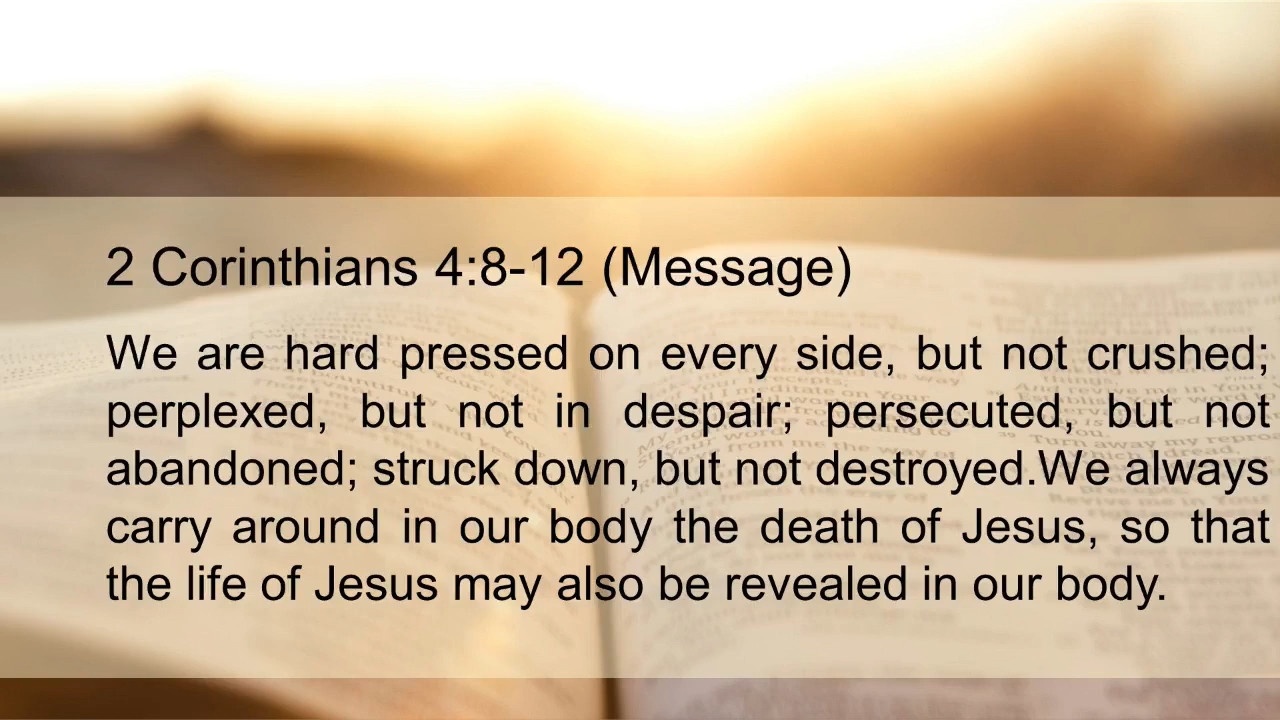 2 Corinthians 4:8-12 (Message)
We are hard pressed on every side, but not crushed;
perplexed, but not in despair; persecuted, but not
abandoned; struck down, but not destroyed.We always
carry around in our body the death of Jesus, so that
the life of Jesus may also be revealed in our body.